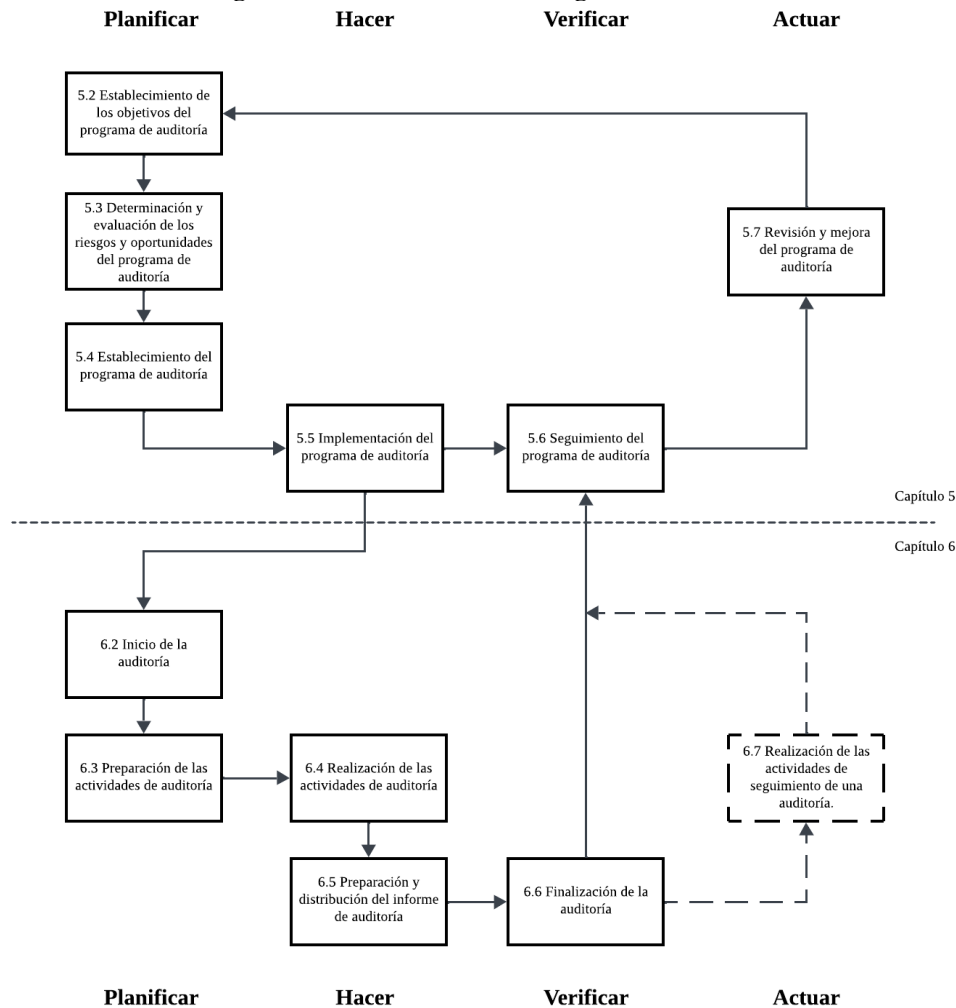 Planificar
Hacer
Verificar
Actuar
5.2 Establecimiento de
los objetivos del
programa de auditoría
5.3 Determinación y
evaluación de los
riesgos y oportunidades
del programa de
auditoría
5.7 Revisión y mejora
del programa de
auditoría
5.4 Establecimiento del
programa de auditoría
5.5 Implementación del
programa de auditoría
5.6 Seguimiento del
programa de auditoría
Capítulo 5
Capítulo 6
6.2 Inicio de la
auditoría
6.3 Preparación de las
actividades de auditoría
6.4 Realización de las
actividades de auditoría
6.7 Realización de las
actividades de
seguimiento de una
auditoría.
6.5 Preparación y
distribución del informe
de auditoría
6.6 Finalización de la
auditoría
Planificar
Hacer
Verificar
Actuar